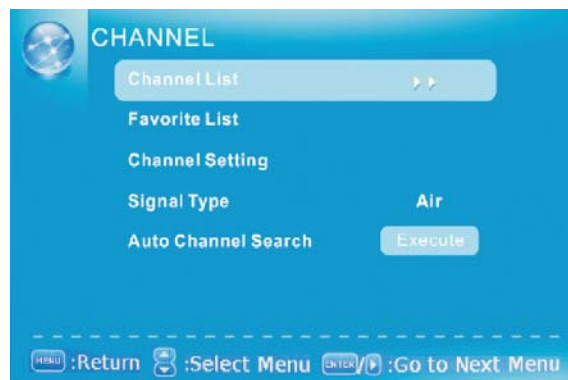 CHANNEL
Channel List
Favorite List
Channel Setting
Signal Type Air
Auto Channel Search Execute
MENU :Return :Select Menu ENTER/ :Go to Next Menu